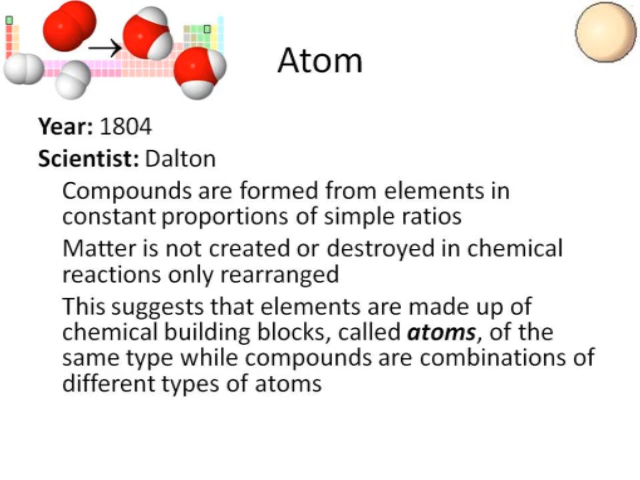 Atom
Year: 1804
Scientist: Dalton
Compounds are formed from elements in
constant proportions of simple ratios
Matter is not created or destroyed in chemical
reactions only rearranged
This suggests that elements are made up of
chemical building blocks, called atoms, of the
same type while compounds are combinations of
different types of atoms